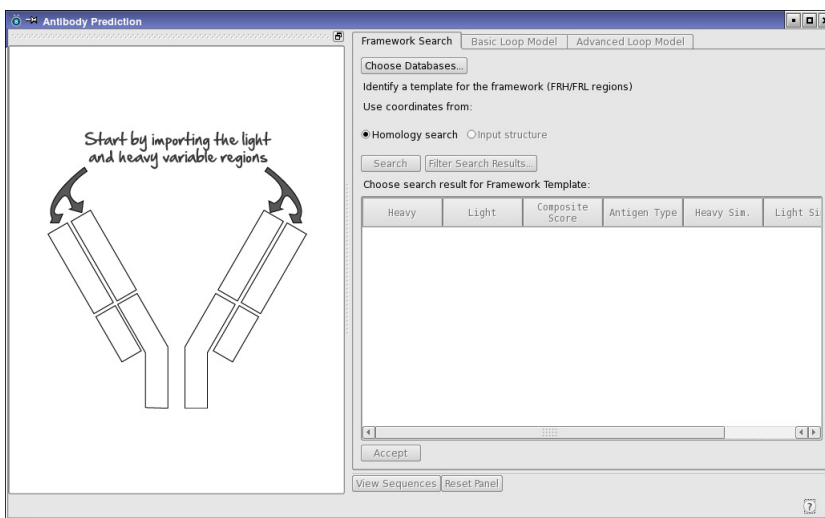 Antibody Prediction
Start by importing the light
and heavy variable regions
Framework Search
Basic Loop Model
Advanced Loop Model
Choose Databases...
Identify a template for the framework (FRH/FRL regions)
Use coordinates from:
Homology search
Input structure
Search
Filter Search Results...
Choose search result for Framework Template:
Heavy
Light
Composite
Score
Antigen Type
Heavy Sim.
Light Si
Accept
View Sequences
Reset Panel
?